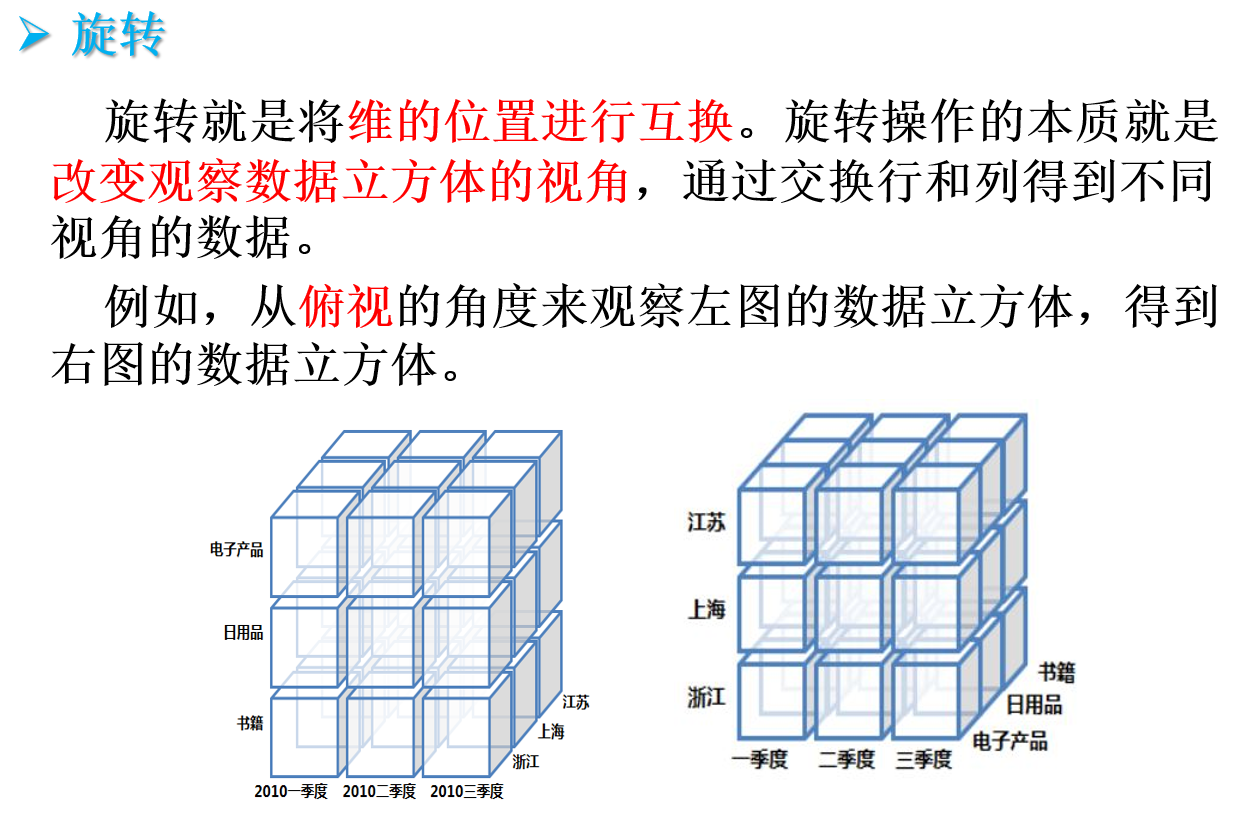 旋转
旋转就是将维的位置进行互换。旋转操作的本质就是
改变观察数据立方体的视角，通过交换行和列得到不同
视角的数据。
例如，从俯视的角度来观察左图的数据立方体，得到
右图的数据立方体。
电子产品
日用品
书籍
江苏
上海
浙江
2010一季度 2010二季度 2010三季度
江苏
上海
浙江
书籍
日用品
电子产品
一季度 二季度 三季度